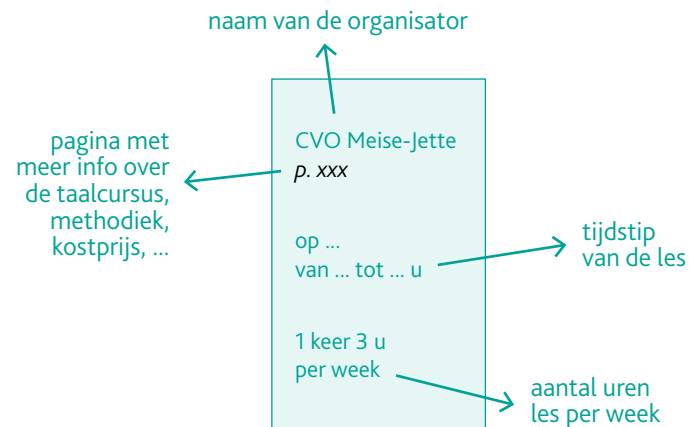 naam van de organisator
CVO Meise-Jette
p. xxx
pagina met
meer info over
de taalcursus,
methodiek,
kostprijs, ...
op ...
van ... tot ... u
tijdstip
van de les
1 keer 3 u
per week
aantal uren
les per week